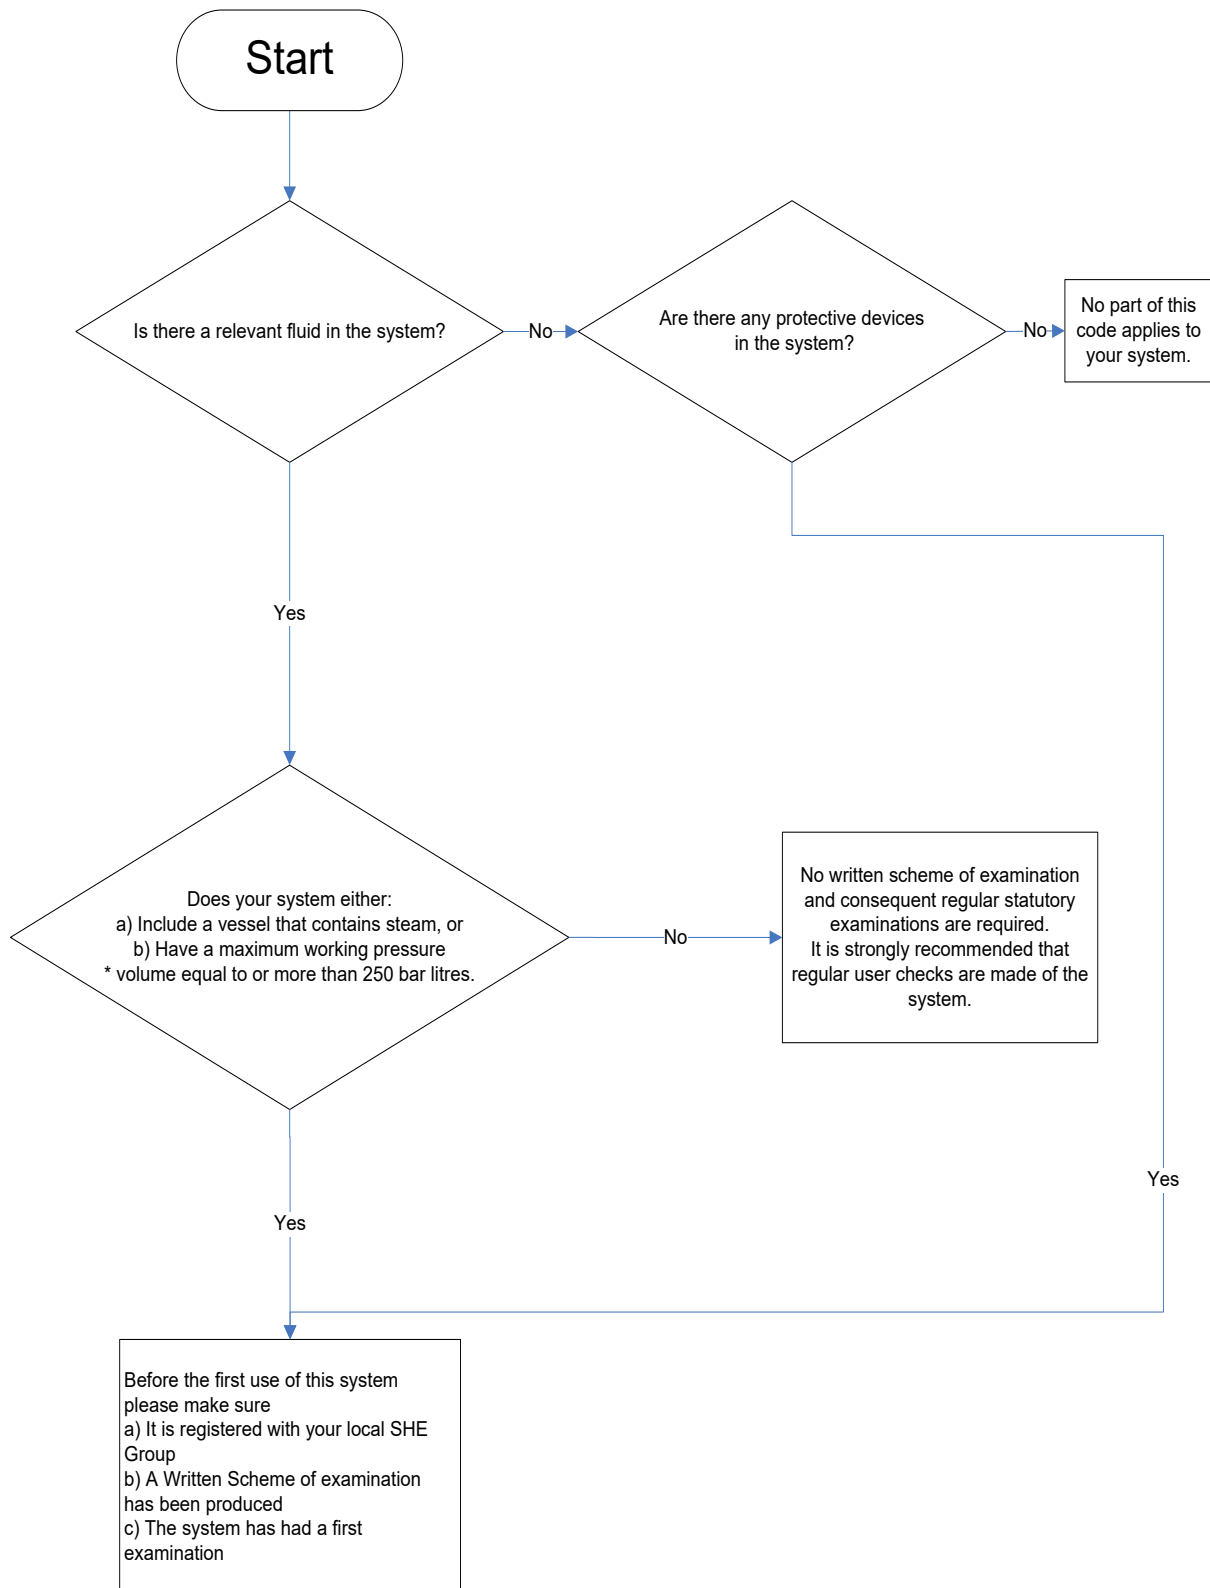 Start
Is there a relevant fluid in the system?
No
Are there any protective devices
in the system?
No
No part of this
code applies to
your system.
Yes
Does your system either:
a) Include a vessel that contains steam, or
b) Have a maximum working pressure
* volume equal to or more than 250 bar litres.
No
No written scheme of examination
and consequent regular statutory
examinations are required.
It is strongly recommended that
regular user checks are made of the
system.
Yes
Yes
Before the first use of this system
please make sure
a) It is registered with your local SHE
Group
b) A Written Scheme of examination
has been produced
c) The system has had a first
examination